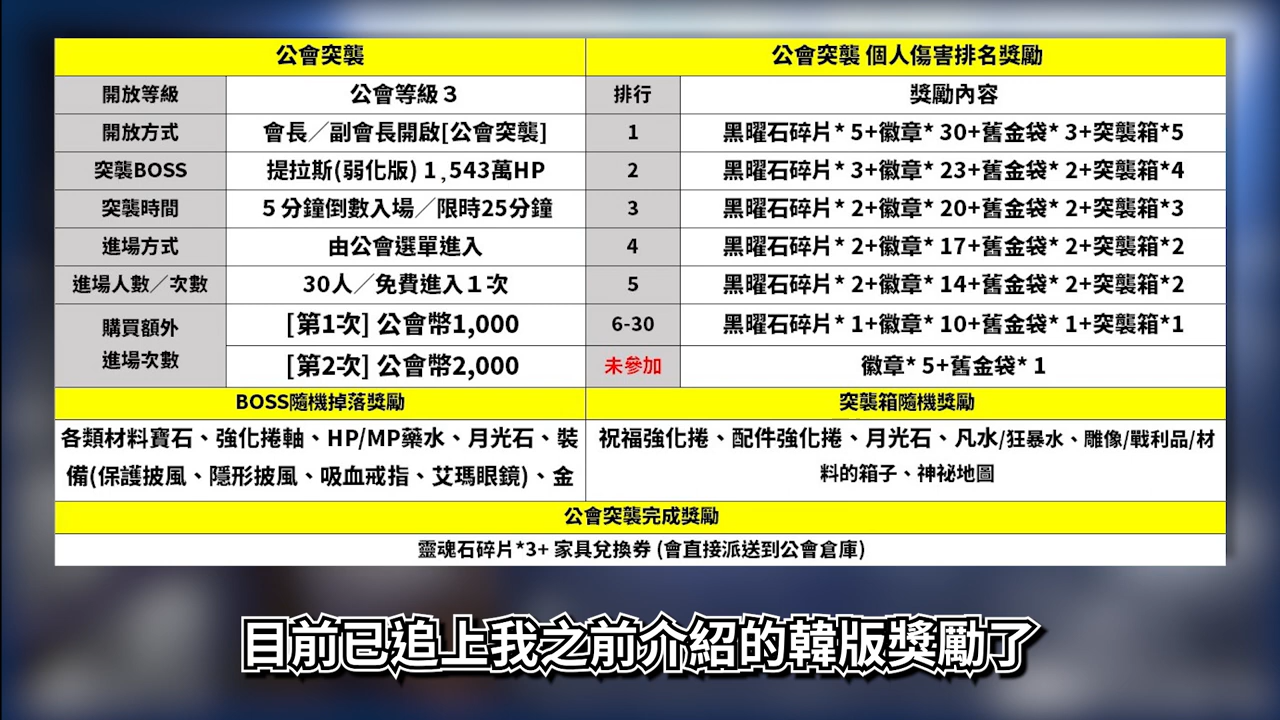 公會突襲
開放等級 公會等級３
開放方式 會長／副會長開啟[公會突襲]
突襲BOSS 提拉斯(弱化版) 1,543萬HP
突襲時間 ５分鐘倒數入場／限時25分鐘
進場方式 由公會選單進入
進場人數／次數 30人／免費進入１次
購買額外
進場次數
[第1次] 公會幣1,000
[第2次] 公會幣2,000
公會突襲 個人傷害排名獎勵
排行 獎勵內容
1 黑曜石碎片* 5+徽章* 30+舊金袋* 3+突襲箱*5
2 黑曜石碎片* 3+徽章* 23+舊金袋* 2+突襲箱*4
3 黑曜石碎片* 2+徽章* 20+舊金袋* 2+突襲箱*3
4 黑曜石碎片* 2+徽章* 17+舊金袋* 2+突襲箱*2
5 黑曜石碎片* 2+徽章* 14+舊金袋* 2+突襲箱*2
6-30 黑曜石碎片* 1+徽章* 10+舊金袋* 1+突襲箱*1
未參加 徽章* 5+舊金袋* 1
BOSS隨機掉落獎勵
各類材料寶石、強化捲軸、HP/MP藥水、月光石、裝
備(保護披風、隱形披風、吸血戒指、艾瑪眼鏡)、金
突襲箱隨機獎勵
祝福強化捲、配件強化捲、月光石、凡水/狂暴水、雕像/戰利品/材
料的箱子、神祕地圖
公會突襲完成獎勵
靈魂石碎片*3+ 家具兌換券 (會直接派送到公會倉庫)
目前已追上我之前介紹的韓版獎勵了